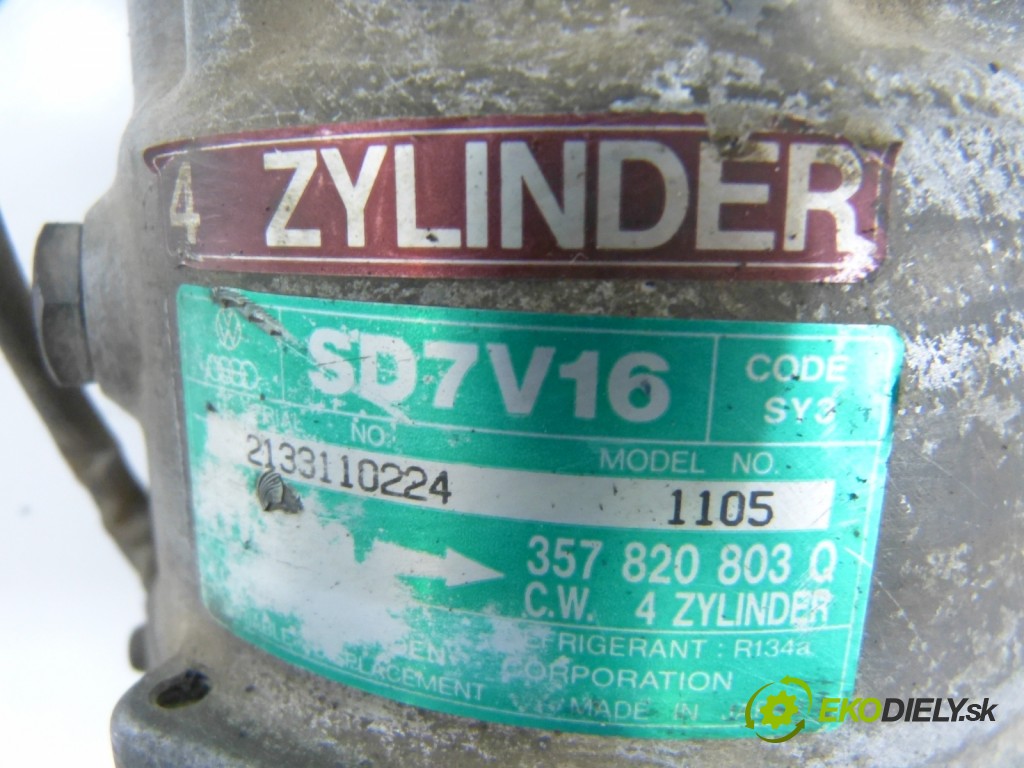 4 ZYLINDER
SD7V16
CODE
SY3
NO.
MODEL NO.
2133110224 1105
357 820 803 Q
C.W. 4 ZYLINDER
REFRIGERANT : R134a
CORPORATION
MADE IN
EKODIELY.sk